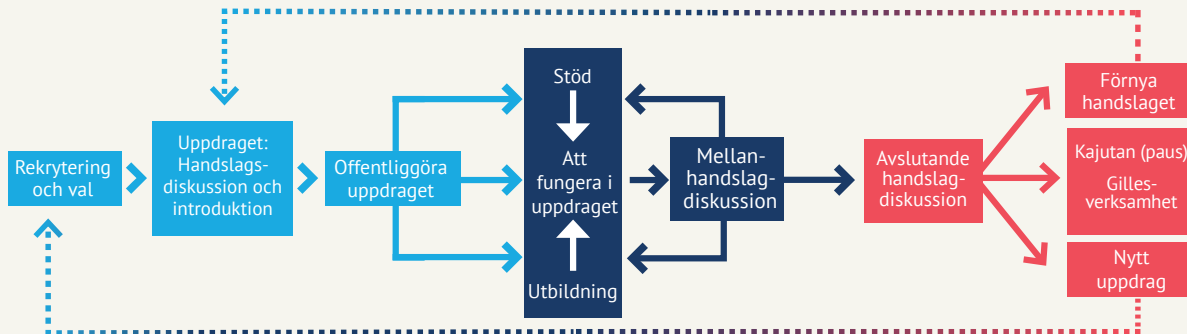 Rekrytering
och val
Uppdraget:
Handslags-
diskussion och
introduktion
Offentliggöra
uppdraget
Stöd
Att
fungera i
uppdraget
Utbildning
Mellan-
handslag-
diskussion
Avslutande
handslag-
diskussion
Förnya
handslaget
Kajutan (paus)
Gilles-
verksamhet
Nytt
uppdrag